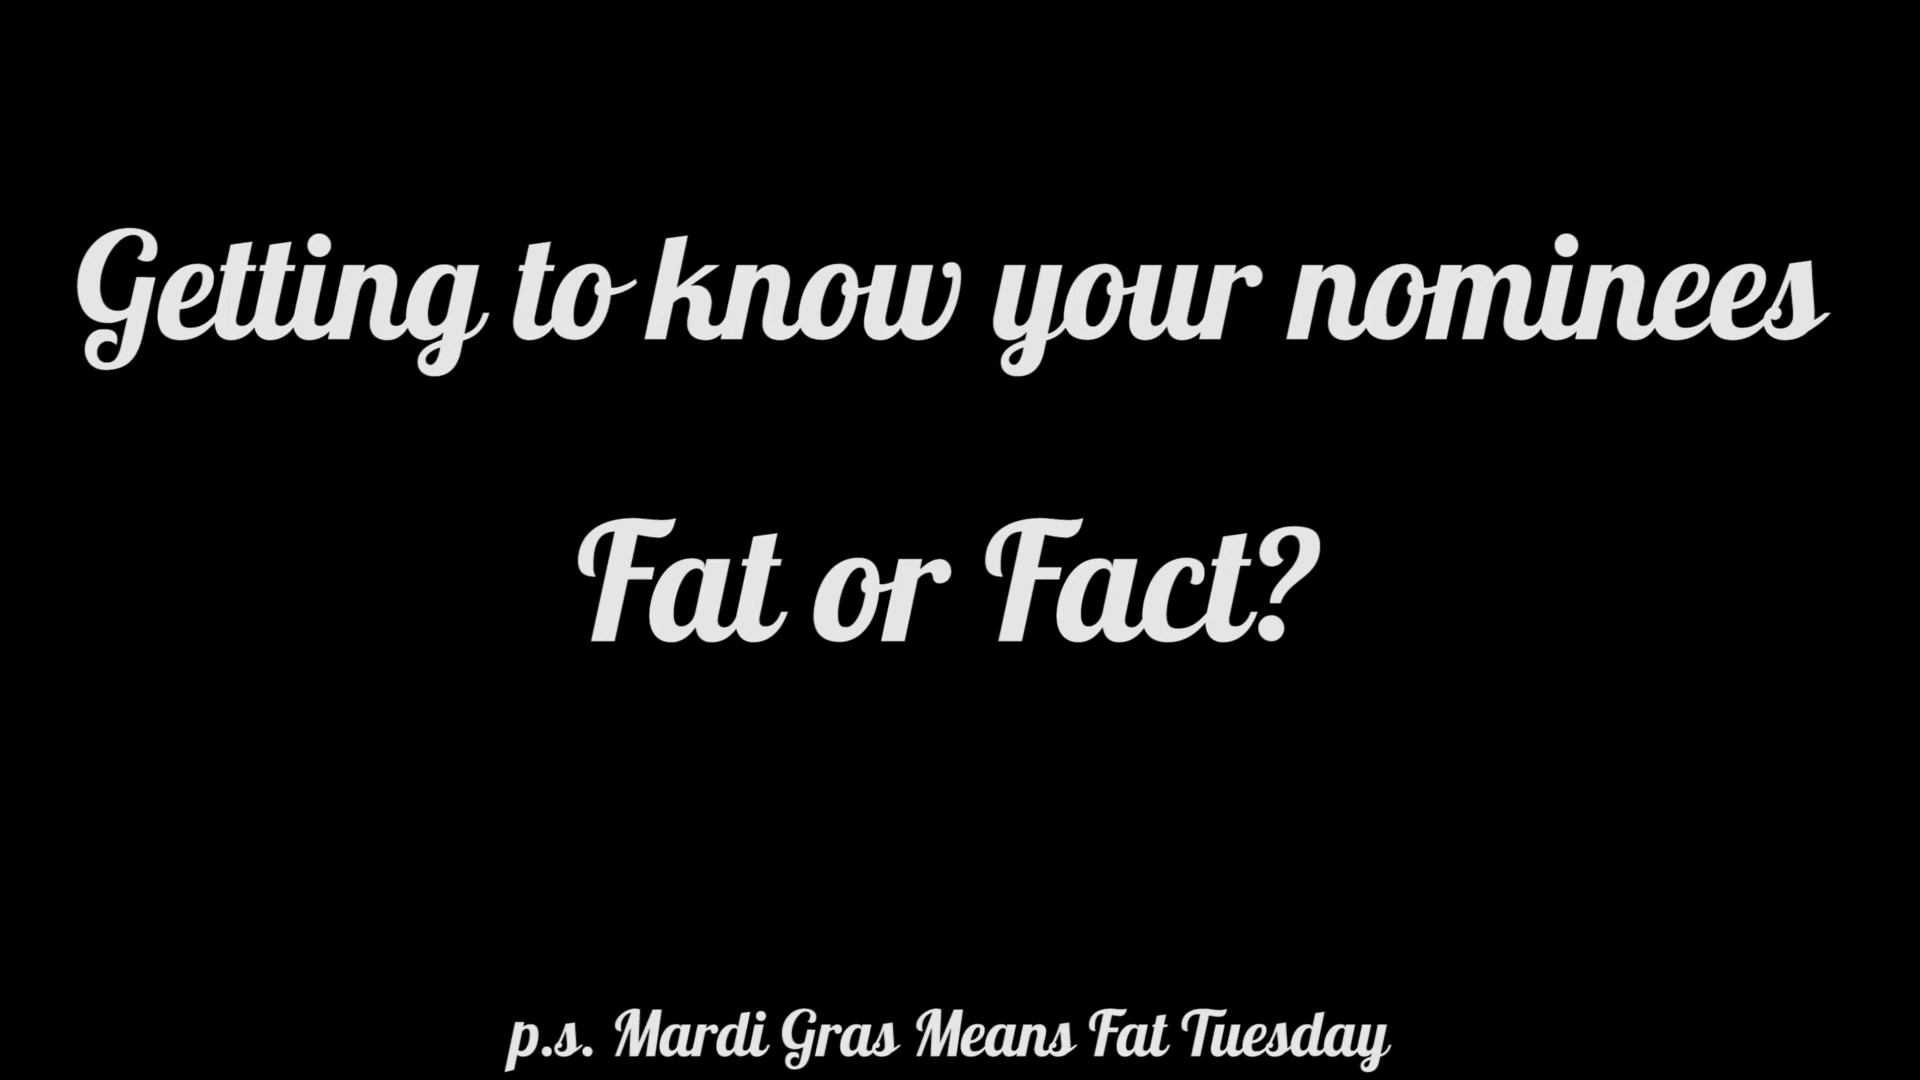 Getting to know your nominees
Fat or Fact?
p.s. Mardi Gras Means Fat Tuesday